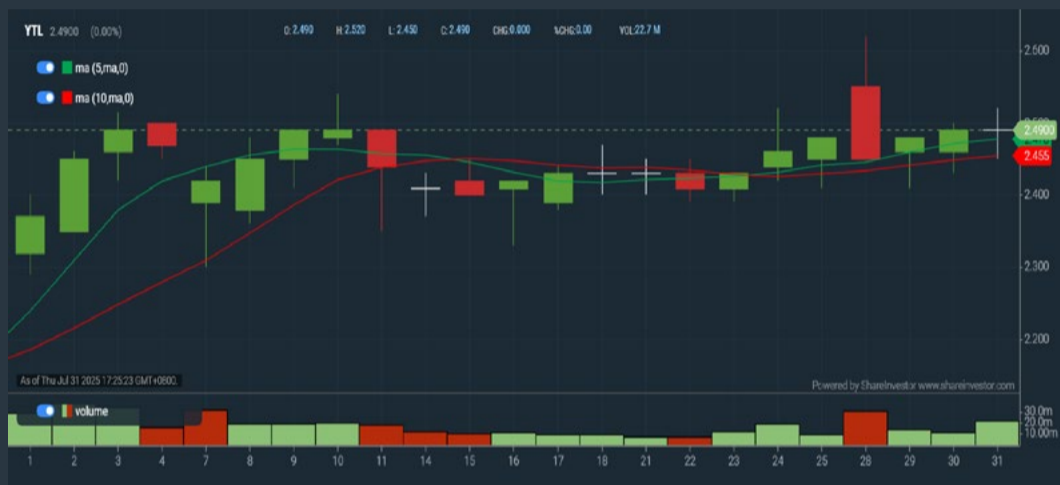 YTL 2.4900 (0.00%) O:2.490 H:2.520 L:2.450 C:2.490 CHG:0.000 %CHG:0.00 VOL:22.7 M
ma (5,ma,0)
ma (10,ma,0)
2.600
2.4900
2.455
2.400
2.300
2.200
As of Thu Jul 31 2025 17:25:23 GMT+0800.
Powered by ShareInvestor www.shareinvestor.com
volume
30.0m
20.0m
10.00m
1 2 3 4 7 8 9 10 11 14 15 16 17 18 21 22 23 24 25 28 29 30 31